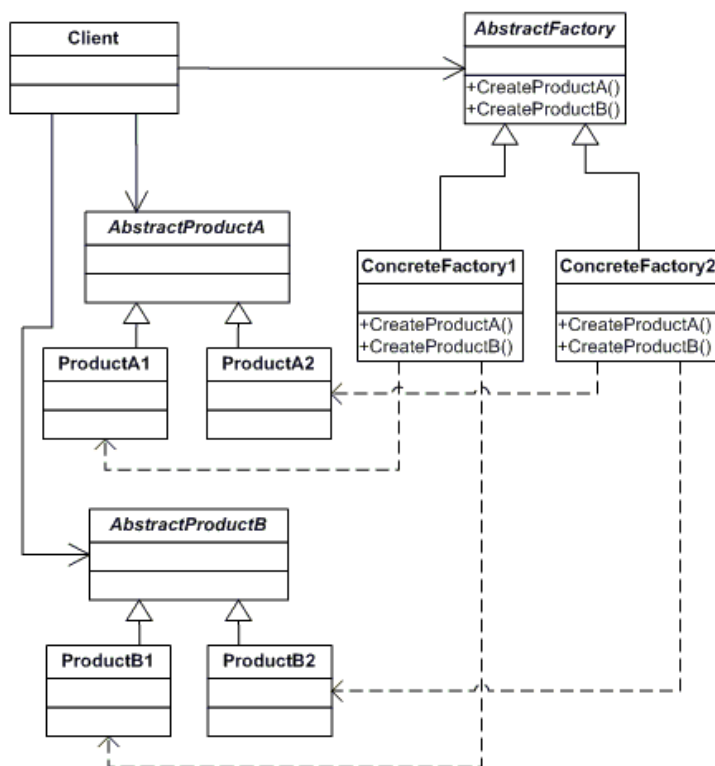 Client
AbstractFactory
+CreateProductA()
+CreateProductB()
AbstractProductA
ConcreteFactory1
+CreateProductA()
+CreateProductB()
ConcreteFactory2
+CreateProductA()
+CreateProductB()
ProductA1
ProductA2
AbstractProductB
ProductB1
ProductB2